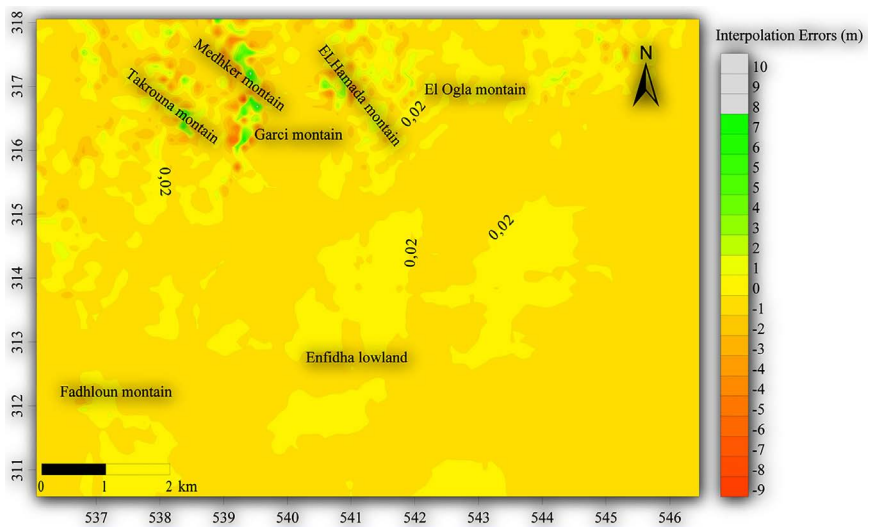 Interpolation Errors (m)
318
317
316
315
314
313
312
311
Medhker montain
Takrouna montain
ELHamada montain
El Ogla montain
Garci montain
N
0,02
0,02
0,02
0,02
Enfidha lowland
Fadhloun montain
0 1 2 km
537 538 539 540 541 542 543 544 545 546
10
9
8
7
6
5
4
3
2
1
0
-1
-2
-3
-4
-5
-6
-7
-8
-9